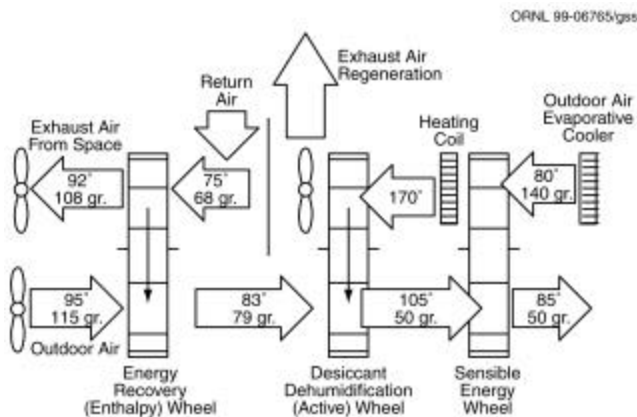 ORNL 99-06765/gss
Exhaust Air
Regeneration
Return
Air
Exhaust Air
From Space
Heating
Coil
Outdoor Air
Evaporative
Cooler
92°
108 gr.
75°
68 gr.
170°
80°
140 gr.
95°
115 gr.
83°
79 gr.
105°
50 gr.
85°
50 gr.
Outdoor Air
Energy
Recovery
(Enthalpy) Wheel
Desiccant
Dehumidification
(Active) Wheel
Sensible
Energy
Wheel